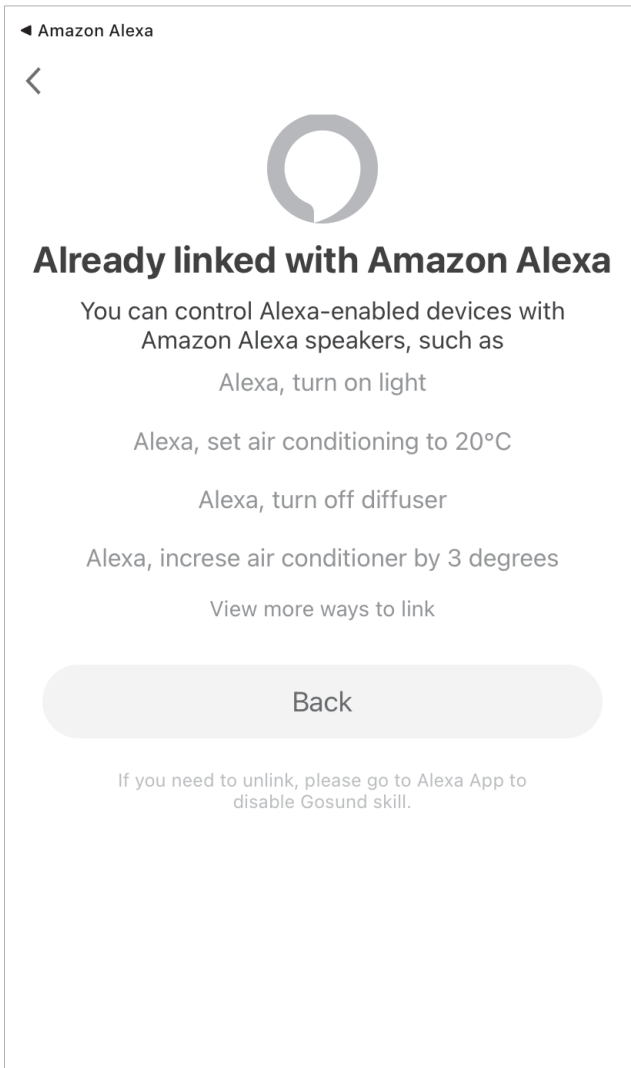 ◀ Amazon Alexa
Already linked with Amazon Alexa
You can control Alexa-enabled devices with
Amazon Alexa speakers, such as
Alexa, turn on light
Alexa, set air conditioning to 20°C
Alexa, turn off diffuser
Alexa, increse air conditioner by 3 degrees
View more ways to link
Back
If you need to unlink, please go to Alexa App to
disable Gosund skill.